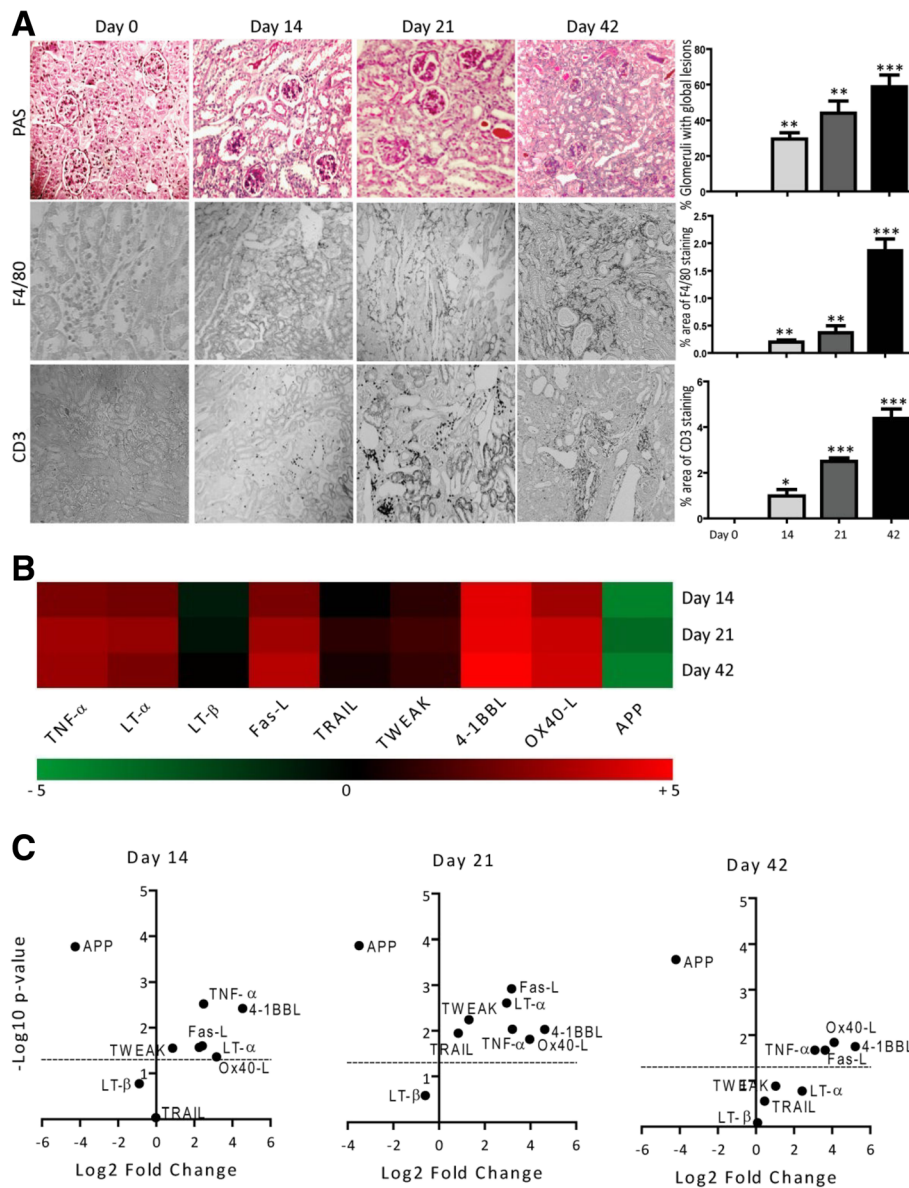 A
Day 0 Day 14 Day 21 Day 42
PAS
% Glomeruli with global lesions
80
60
40
20
0
** ** ***
F4/80
% area of F4/80 staining
2.5
2.0
1.5
1.0
0.5
0.0
** ** ***
CD3
% area of CD3 staining
6
4
2
0
* *** ***
Day 0 14 21 42
B
Day 14
Day 21
Day 42
TNF-α LT-α LT-β Fas-L TRAIL TWEAK 4-1BBL OX40-L APP
- 5 0 + 5
C
Day 14
-Log10 p-value
5
4
3
2
1
APP
TNF- α
4-1BBL
Fas-L
TWEAK
LT-α
Ox40-L
LT-β
TRAIL
-6 -4 -2 0 2 4 6
Log2 Fold Change
Day 21
5
4
3
2
1
APP
Fas-L
LT-α
TWEAK
TRAIL
TNF-α
4-1BBL
Ox40-L
LT-β
-6 -4 -2 0 2 4 6
Log2 Fold Change
Day 42
5
4
3
2
1
APP
Ox40-L
TNF-α
4-1BBL
Fas-L
TWEAK
LT-α
TRAIL
LT- β
-6 -4 -2 0 2 4 6
Log2 Fold Change